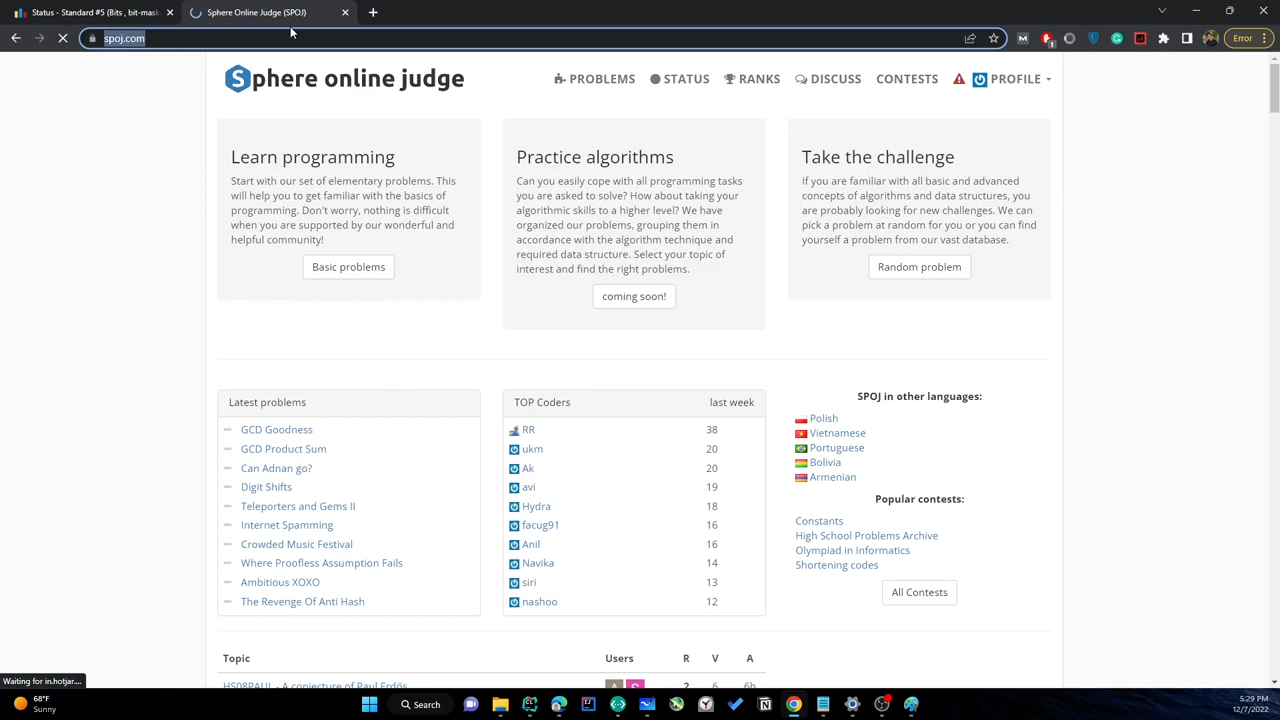 Status - Standard #5 (Bits, bit-mask
Sphere Online Judge (SPOJ)
spoj.com
Error
Sphere online judge
PROBLEMS
STATUS
RANKS
DISCUSS
CONTESTS
PROFILE
Learn programming
Start with our set of elementary problems. This
will help you to get familiar with the basics of
programming. Don't worry, nothing is difficult
when you are supported by our wonderful and
helpful community!
Basic problems
Practice algorithms
Can you easily cope with all programming tasks
you are asked to solve? How about taking your
algorithmic skills to a higher level? We have
organized our problems, grouping them in
accordance with the algorithm technique and
required data structure. Select your topic of
interest and find the right problems.
coming soon!
Take the challenge
If you are familiar with all basic and advanced
concepts of algorithms and data structures, you
are probably looking for new challenges. We can
pick a problem at random for you or you can find
yourself a problem from our vast database.
Random problem
Latest problems
GCD Goodness
GCD Product Sum
Can Adnan go?
Digit Shifts
Teleporters and Gems II
Internet Spamming
Crowded Music Festival
Where Proofless Assumption Fails
Ambitious XOXO
The Revenge Of Anti Hash
TOP Coders last week
RR 38
ukm 20
Ak 20
avi 19
Hydra 18
facug91 16
Anil 16
Navika 14
siri 13
nashoo 12
SPOJ in other languages:
Polish
Vietnamese
Portuguese
Bolivia
Armenian
Popular contests:
Constants
High School Problems Archive
Olympiad in Informatics
Shortening codes
All Contests
Topic Users R V A
HS08PAUL - A conjecture of Paul Erdős 2 6 6h
Waiting for in.hotjar....
68°F
Sunny
Search
5:29 PM
12/7/2022